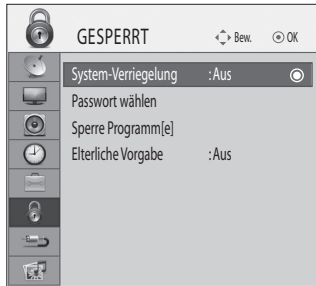 GESPERRT Bew. OK
System-Verriegelung : Aus
Passwort wählen
Sperre Programm[e]
Elterliche Vorgabe : Aus